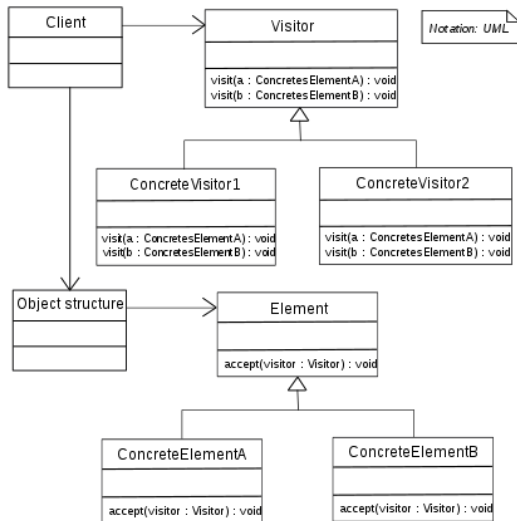 Client
Visitor
visit(a : ConcretesElementA) : void
visit(b : ConcretesElementB) : void
Notation: UML
ConcreteVisitor1
visit(a : ConcretesElementA) : void
visit(b : ConcretesElementB) : void
ConcreteVisitor2
visit(a : ConcretesElementA) : void
visit(b : ConcretesElementB) : void
Object structure
Element
accept(visitor : Visitor) : void
ConcreteElementA
accept(visitor : Visitor) : void
ConcreteElementB
accept(visitor : Visitor) : void